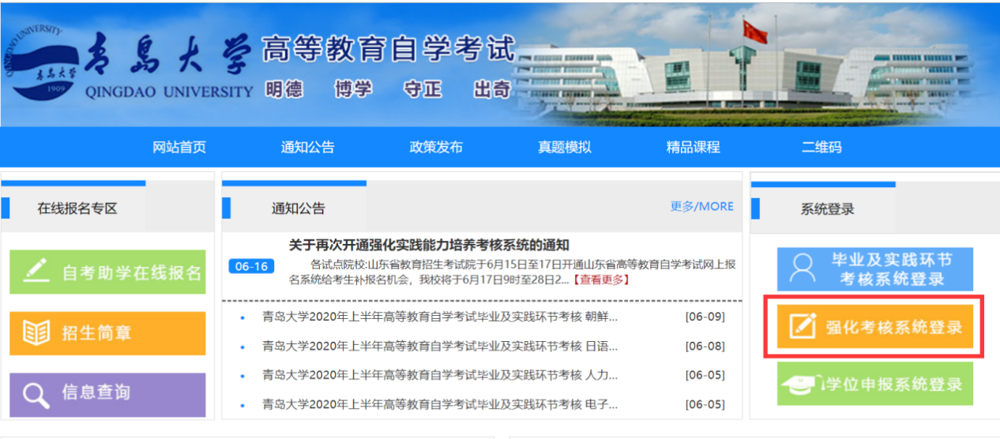 QINGDAO UNIVERSITY
青岛大学
1909
青岛大学
QINGDAO UNIVERSITY
高等教育自学考试
明德 博学 守正 出奇
网站首页 通知公告 政策发布 真题模拟 精品课程 二维码
在线报名专区
自考助学在线报名
招生简章
信息查询
通知公告 更多/MORE
关于再次开通强化实践能力培养考核系统的通知
06-16 各试点院校:山东省教育招生考试院于6月15日至17日开通山东省高等教育自学考试网上报
名系统给考生补报名机会，我校将于6月17日9时至28日2...【查看更多】
青岛大学2020年上半年高等教育自学考试毕业及实践环节考核 朝鲜... [06-09]
青岛大学2020年上半年高等教育自学考试毕业及实践环节考核 日语... [06-08]
青岛大学2020年上半年高等教育自学考试毕业及实践环节考核 人力... [06-05]
青岛大学2020年上半年高等教育自学考试毕业及实践环节考核 电子... [06-05]
系统登录
毕业及实践环节
考核系统登录
强化考核系统登录
学位申报系统登录